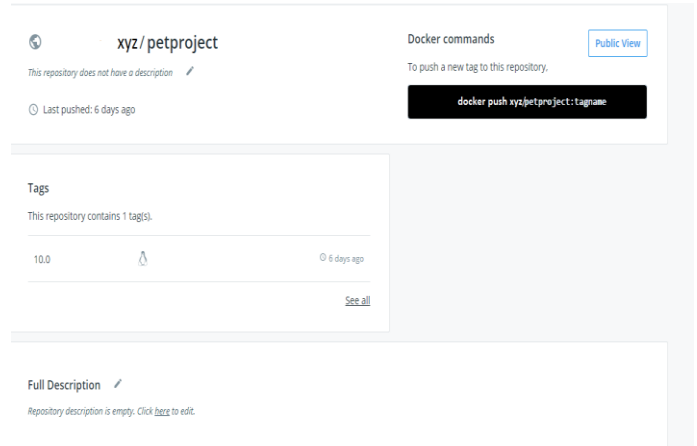 xyz/petproject
This repository does not have a description
Last pushed: 6 days ago
Docker commands
Public View
To push a new tag to this repository,
docker push xyz/petproject:tagname
Tags
This repository contains 1 tag(s).
10.0 6 days ago
See all
Full Description
Repository description is empty. Click here to edit.